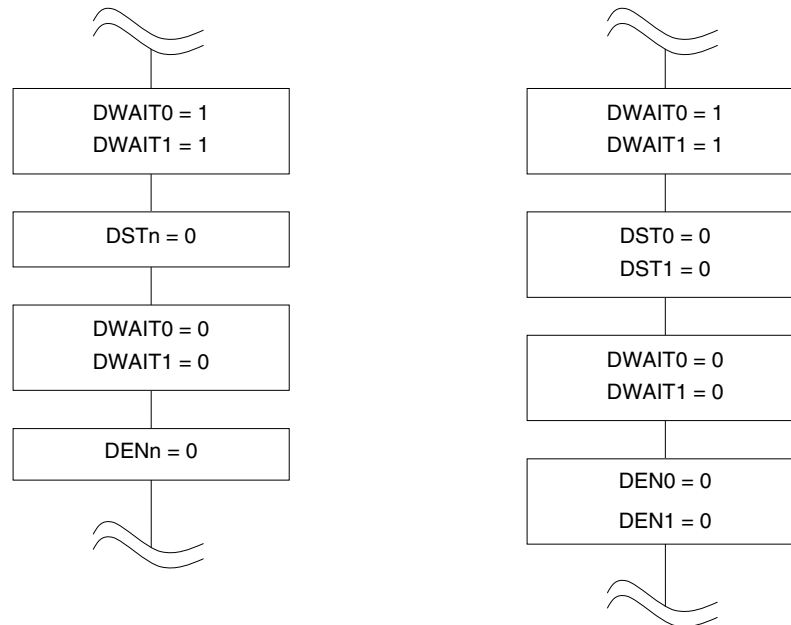 DWAIT0 = 1
DWAIT1 = 1
DSTn = 0
DWAIT0 = 0
DWAIT1 = 0
DENn = 0
DWAIT0 = 1
DWAIT1 = 1
DST0 = 0
DST1 = 0
DWAIT0 = 0
DWAIT1 = 0
DEN0 = 0
DEN1 = 0